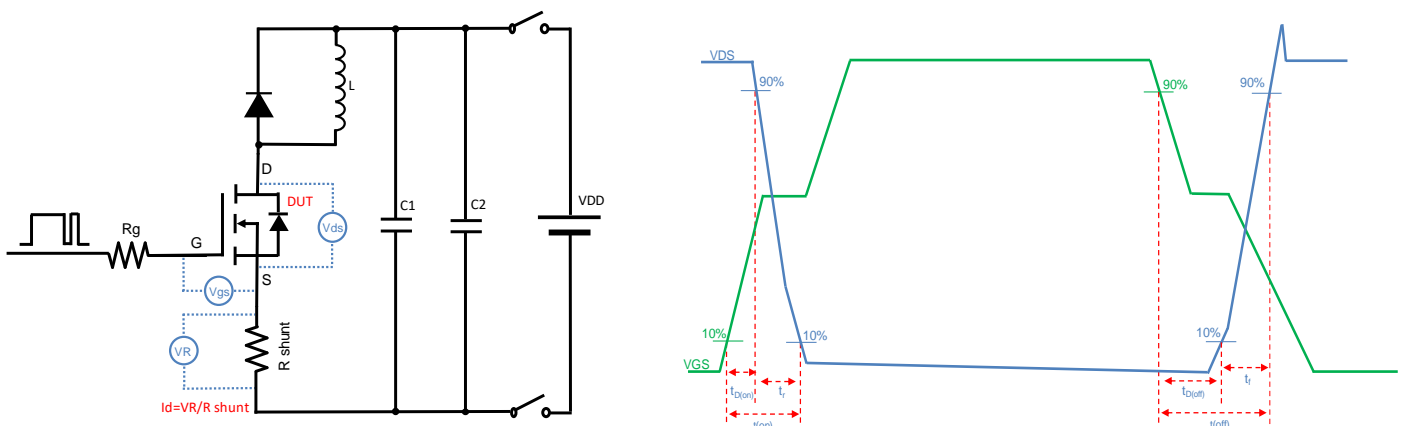 L
D
DUT
C1
C2
VDD
Rg
G
Vds
S
Vgs
VR
R shunt
Id=VR/R shunt
VDS
90%
90%
90%
10%
10%
10%
VGS
tD(on)
tr
tD(off)
tf
t(on)
t(off)